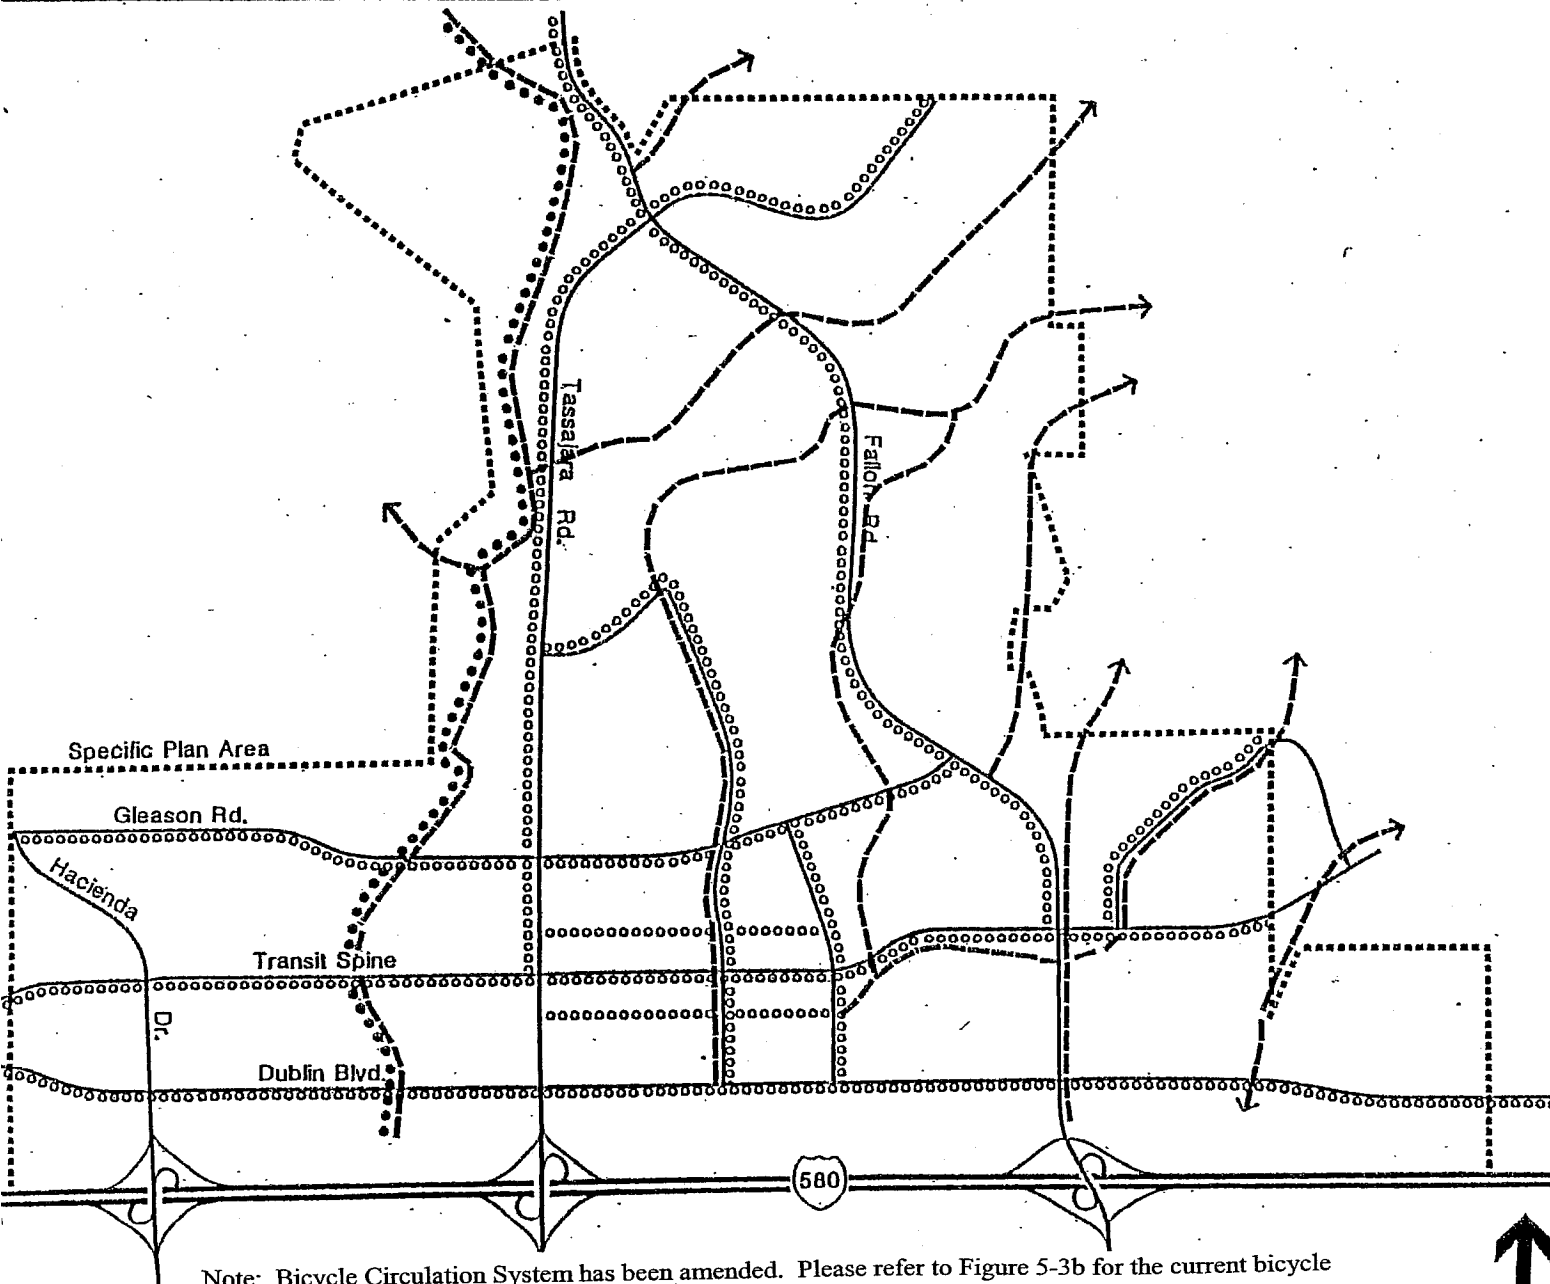 Tassajara Rd.
Fallon Rd.
Specific Plan Area
Gleason Rd.
Hacienda Dr.
Transit Spine
Dublin Blvd.
580
Note: Bicycle Circulation System has been amended. Please refer to Figure 5-3b for the current bicycle